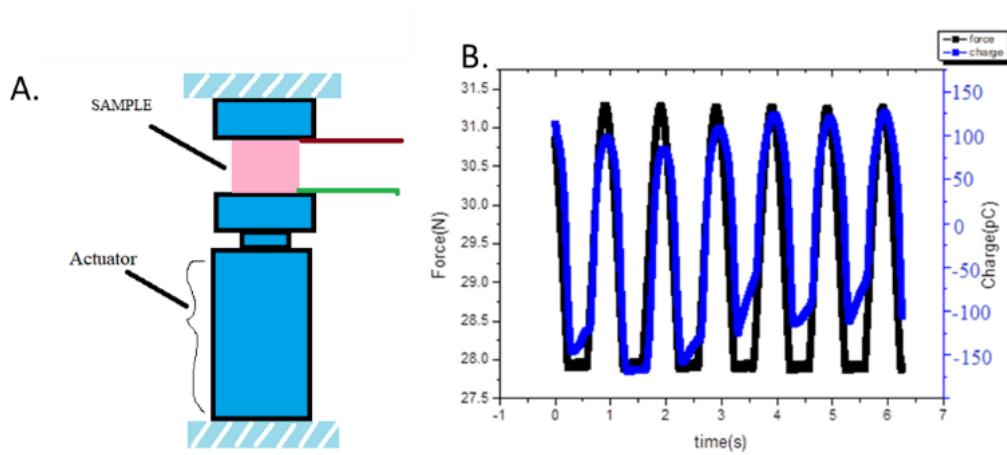 A.
SAMPLE
Actuator
B.
force
charge
31.5
31.0
30.5
30.0
29.5
29.0
28.5
28.0
27.5
Force(N)
150
100
50
0
-50
-100
-150
Charge(pC)
-1
0
1
2
3
4
5
6
7
time(s)